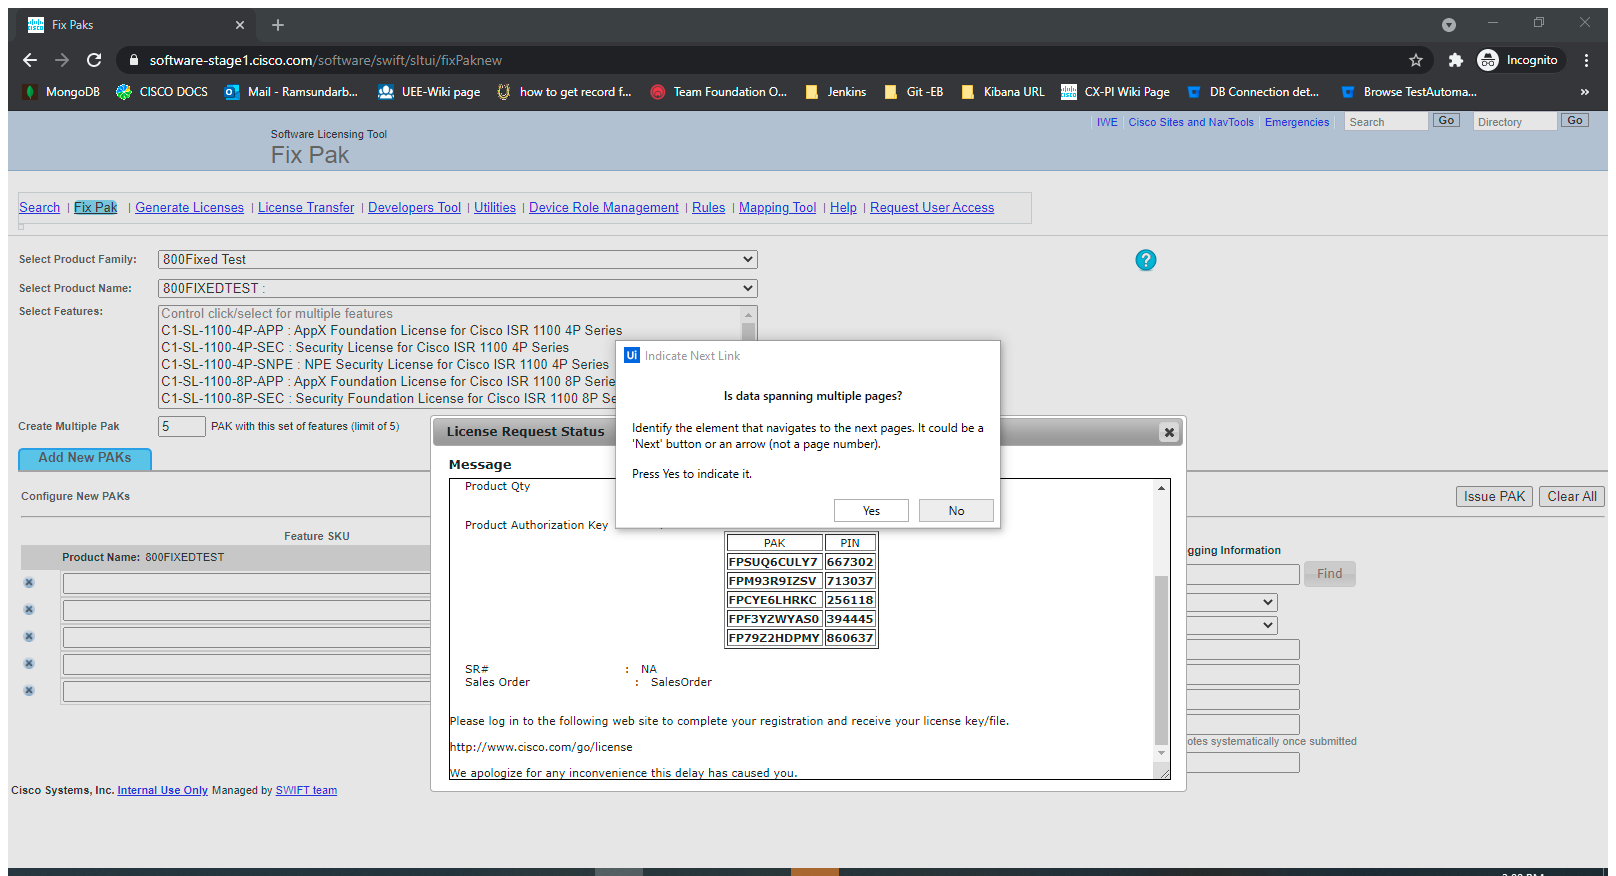 Fix Paks
software-stage1.cisco.com/software/swift/sltui/fixPaknew
Incognito
MongoDB
CISCO DOCS
Mail - Ramsundarb...
UEE-Wiki page
how to get record f...
Team Foundation O...
Jenkins
Git -EB
Kibana URL
CX-PI Wiki Page
DB Connection det...
Browse TestAutoma...
»
IWE | Cisco Sites and NavTools | Emergencies
Search Go Directory Go
Software Licensing Tool
Fix Pak
Search | Fix Pak | Generate Licenses | License Transfer | Developers Tool | Utilities | Device Role Management | Rules | Mapping Tool | Help | Request User Access
Select Product Family: 800Fixed Test
?
Select Product Name: 800FIXEDTEST :
Select Features: Control click/select for multiple features
C1-SL-1100-4P-APP : AppX Foundation License for Cisco ISR 1100 4P Series
C1-SL-1100-4P-SEC : Security License for Cisco ISR 1100 4P Series
C1-SL-1100-4P-SNPE : NPE Security License for Cisco ISR 1100 4P Series
C1-SL-1100-8P-APP : AppX Foundation License for Cisco ISR 1100 8P Serie
C1-SL-1100-8P-SEC : Security Foundation License for Cisco ISR 1100 8P Se
Create Multiple Pak 5 PAK with this set of features (limit of 5)
Add New PAKs
Configure New PAKs
Issue PAK Clear All
Feature SKU
Product Name: 800FIXEDTEST
gging Information
Find
otes systematically once submitted
Ui Indicate Next Link
Is data spanning multiple pages?
Identify the element that navigates to the next pages. It could be a
'Next' button or an arrow (not a page number).
Press Yes to indicate it.
Yes No
License Request Status
Message
Product Qty
Product Authorization Key
PAK PIN
FPSUQ6CULY7 667302
FPM93R9IZSV 713037
FPCYE6LHRKC 256118
FPF3YZWYAS0 394445
FP79Z2HDPMY 860637
SR# : NA
Sales Order : SalesOrder
Please log in to the following web site to complete your registration and receive your license key/file.
http://www.cisco.com/go/license
We apologize for any inconvenience this delay has caused you.
Cisco Systems, Inc. Internal Use Only Managed by SWIFT team